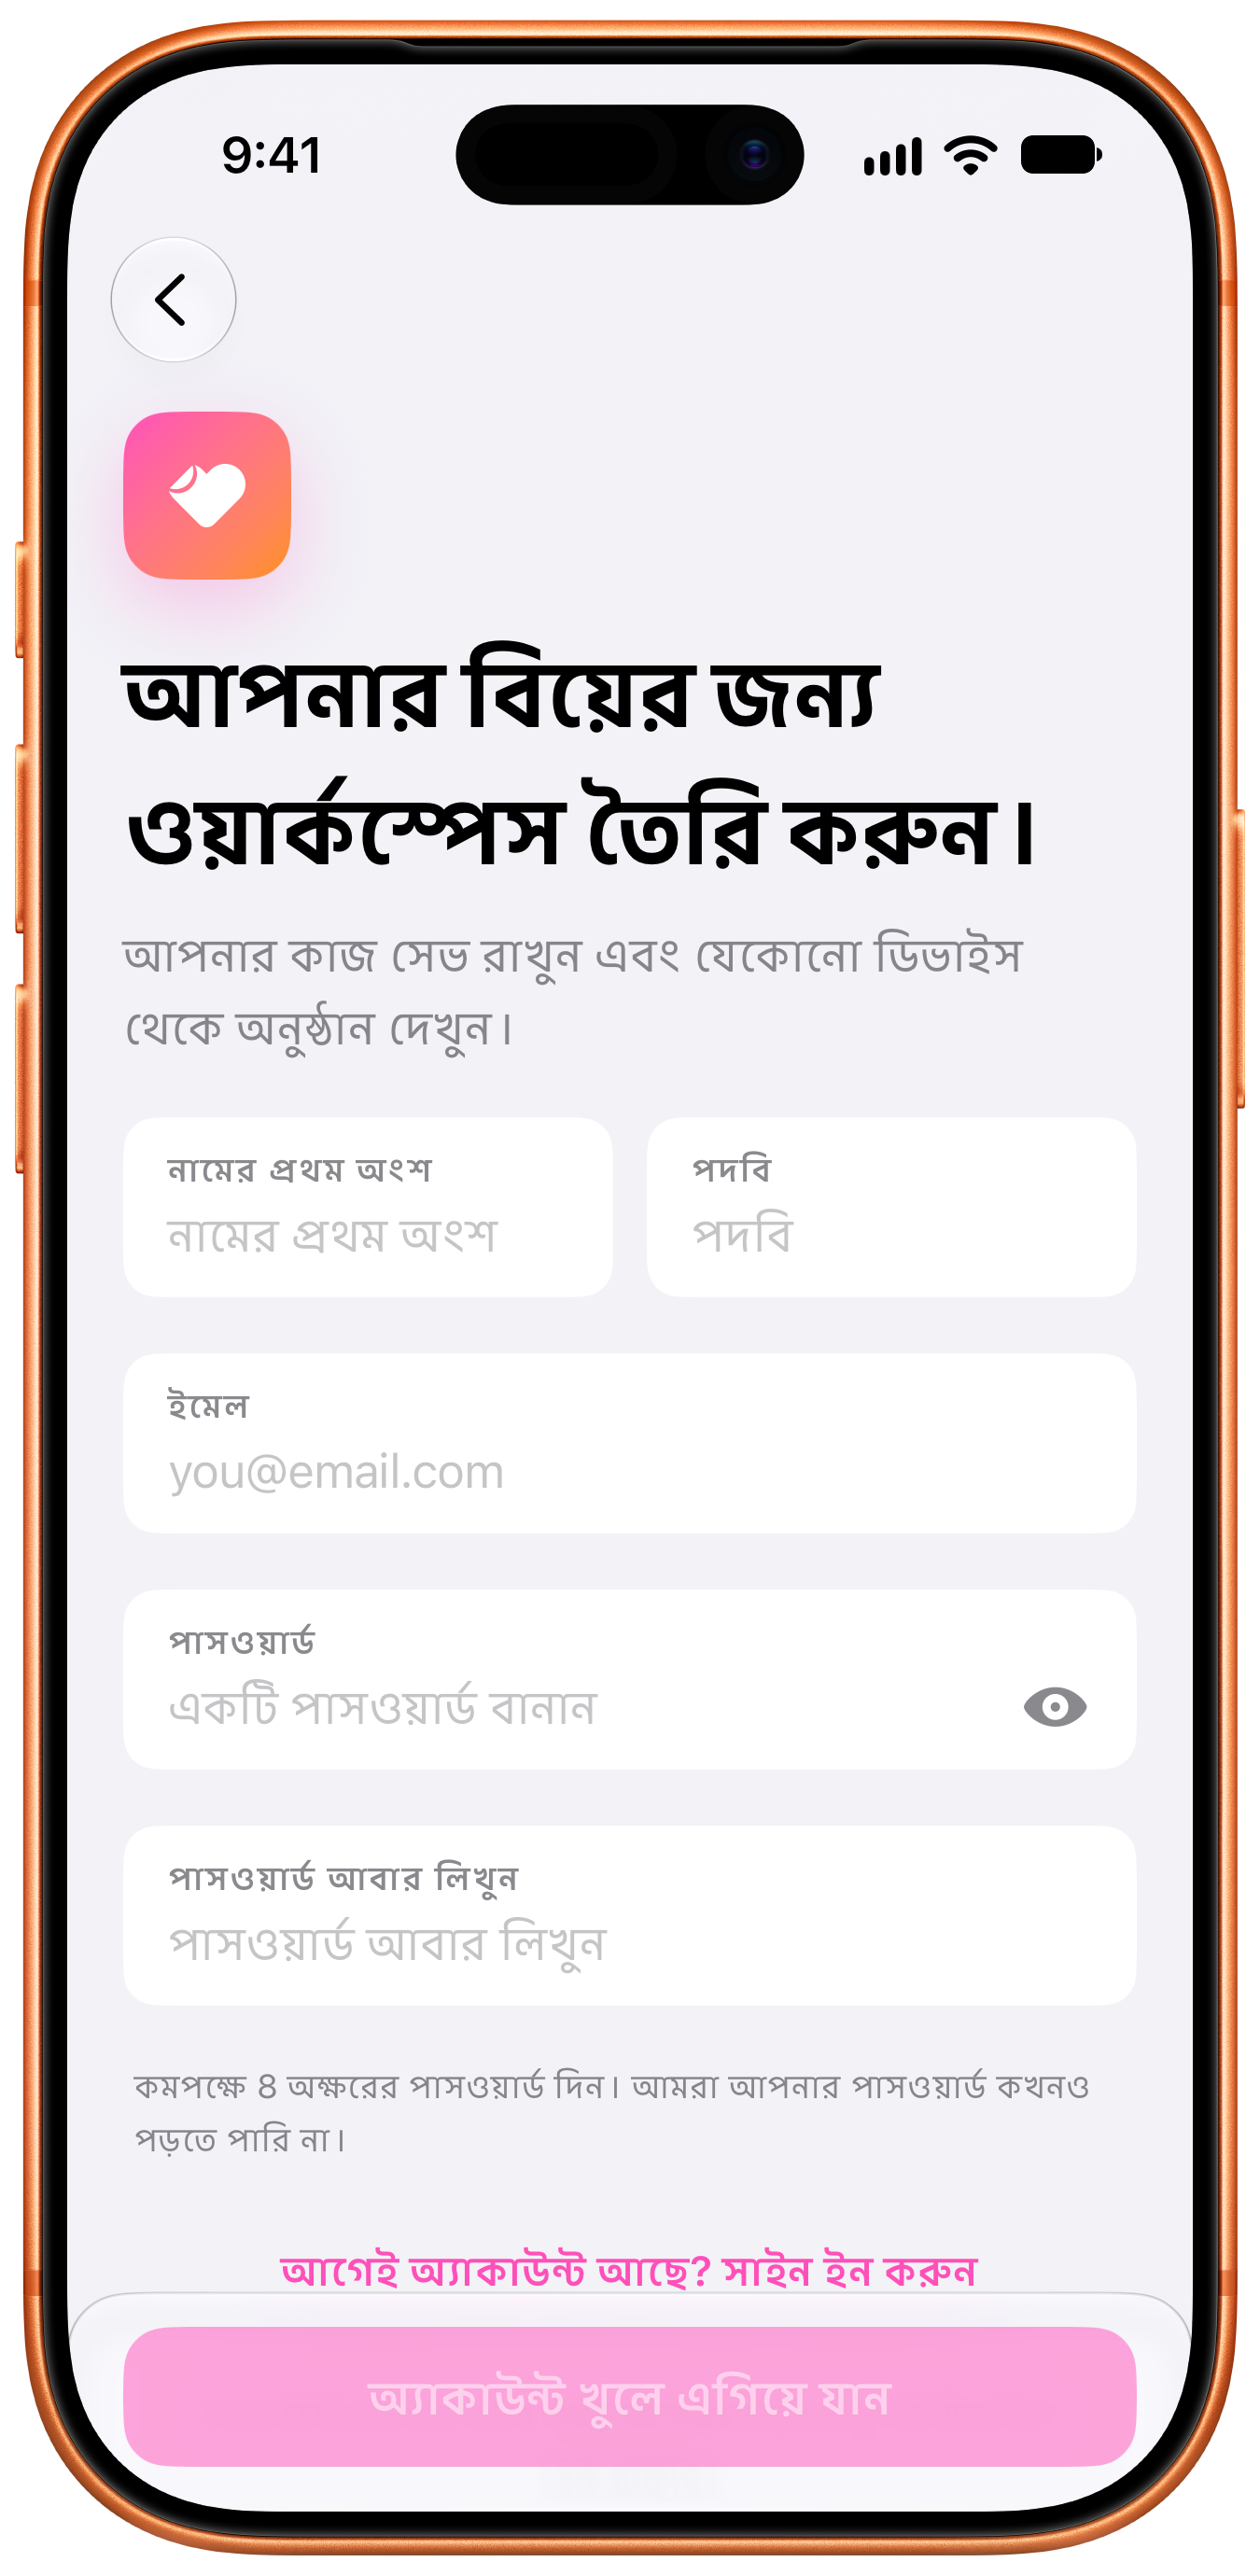 9:41
আপনার বিয়ের জন্য
ওয়ার্কস্পেস তৈরি করুন।
আপনার কাজ সেভ রাখুন এবং যেকোনো ডিভাইস
থেকে অনুষ্ঠান দেখুন।
নামের প্রথম অংশ
নামের প্রথম অংশ
পদবি
পদবি
ইমেল
you@email.com
পাসওয়ার্ড
একটি পাসওয়ার্ড বানান
পাসওয়ার্ড আবার লিখুন
পাসওয়ার্ড আবার লিখুন
কমপক্ষে 8 অক্ষরের পাসওয়ার্ড দিন। আমরা আপনার পাসওয়ার্ড কখনও
পড়তে পারি না।
আগেই অ্যাকাউন্ট আছে? সাইন ইন করুন
অ্যাকাউন্ট খুলে এগিয়ে যান